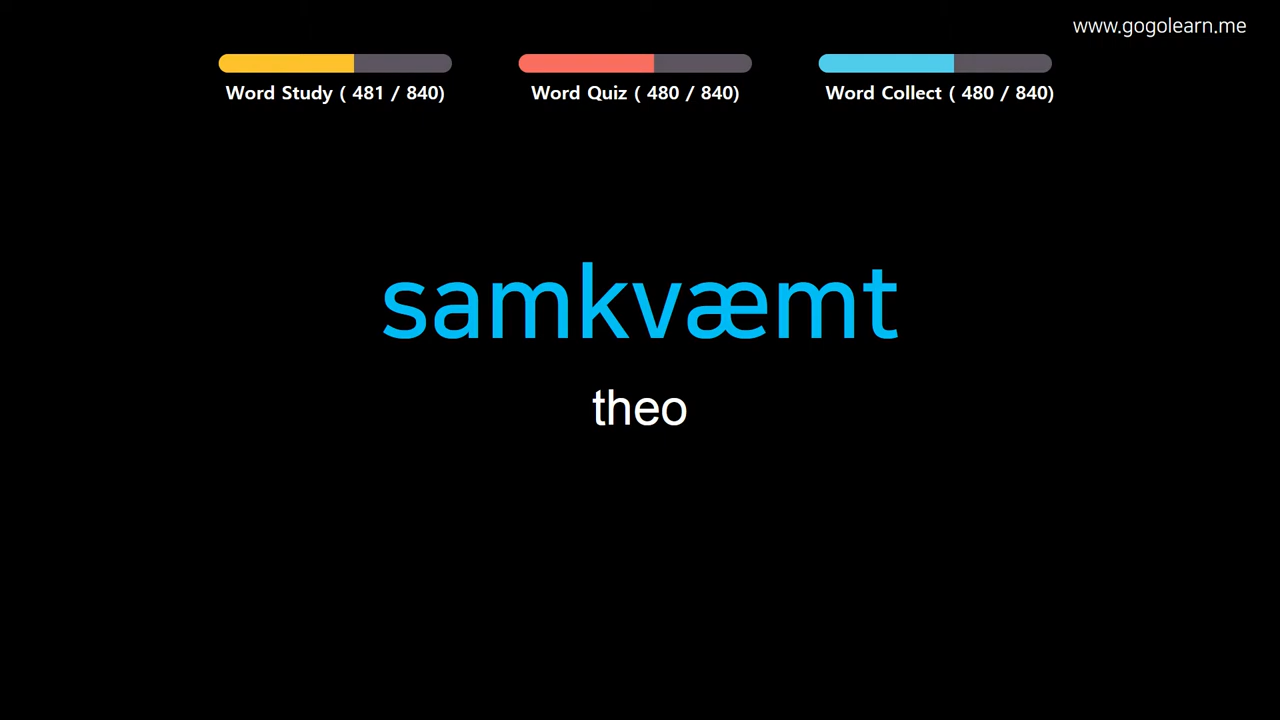 www.gogolearn.me
Word Study ( 481 / 840)
Word Quiz ( 480 / 840)
Word Collect ( 480 / 840)
samkvæmt
theo